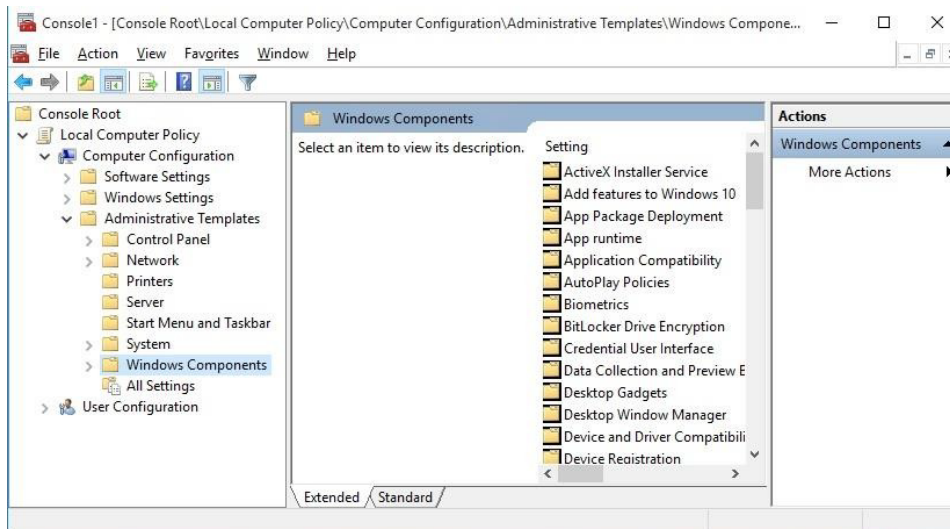 Console1 - [Console Root\Local Computer Policy\Computer Configuration\Administrative Templates\Windows Compone...
File Action View Favorites Window Help
Console Root
Local Computer Policy
Computer Configuration
Software Settings
Windows Settings
Administrative Templates
Control Panel
Network
Printers
Server
Start Menu and Taskbar
System
Windows Components
All Settings
User Configuration
Windows Components
Select an item to view its description.
Setting
ActiveX Installer Service
Add features to Windows 10
App Package Deployment
App runtime
Application Compatibility
AutoPlay Policies
Biometrics
BitLocker Drive Encryption
Credential User Interface
Data Collection and Preview E
Desktop Gadgets
Desktop Window Manager
Device and Driver Compatibili
Device Registration
Extended Standard
Actions
Windows Components
More Actions